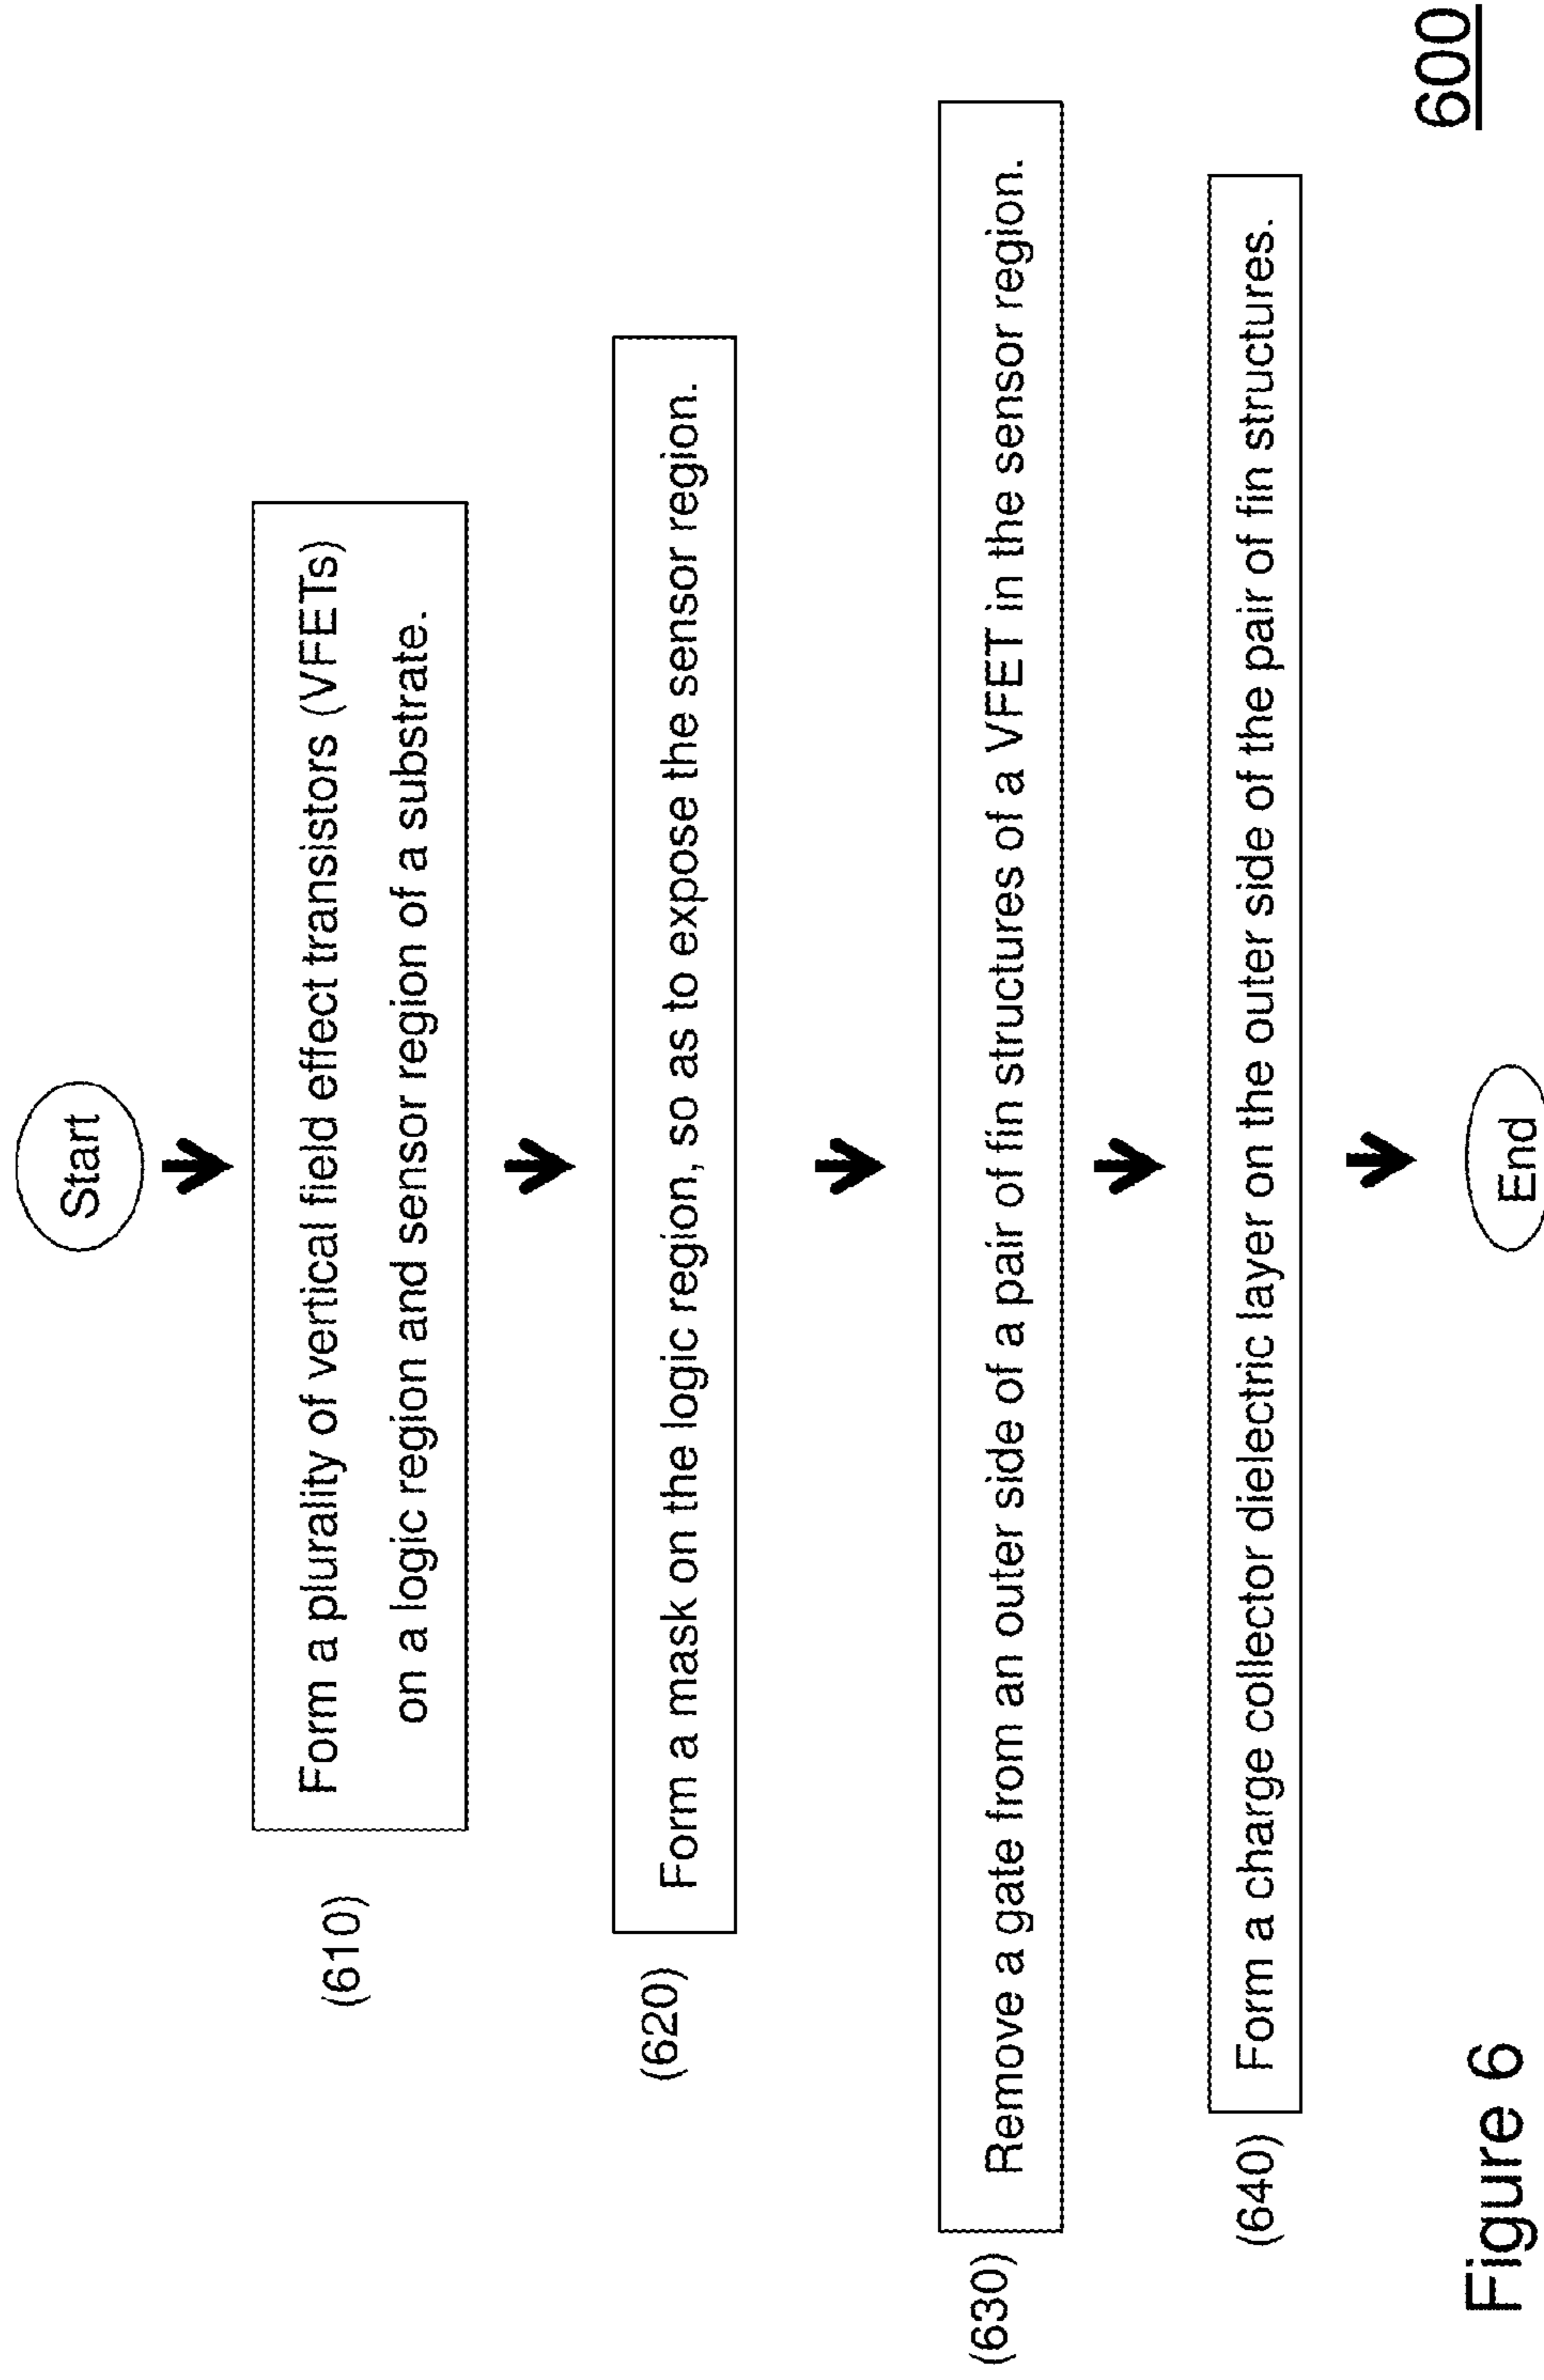 Start
(610)
Form a plurality of vertical field effect transistors (VFETs)
on a logic region and sensor region of a substrate.
(620)
Form a mask on the logic region, so as to expose the sensor region.
(630)
Remove a gate from an outer side of a pair of fin structures of a VFET in the sensor region.
(640)
Form a charge collector dielectric layer on the outer side of the pair of fin structures.
End
Figure 6
600